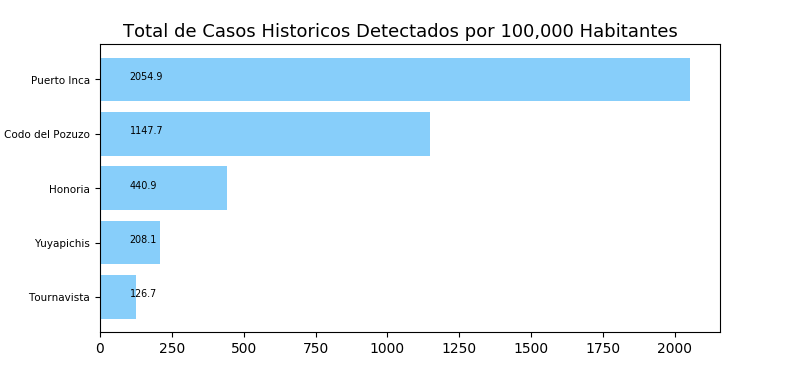 Total de Casos Historicos Detectados por 100,000 Habitantes
Puerto Inca 2054.9
Codo del Pozuzo 1147.7
Honoria 440.9
Yuyapichis 208.1
Tournavista 126.7
0 250 500 750 1000 1250 1500 1750 2000